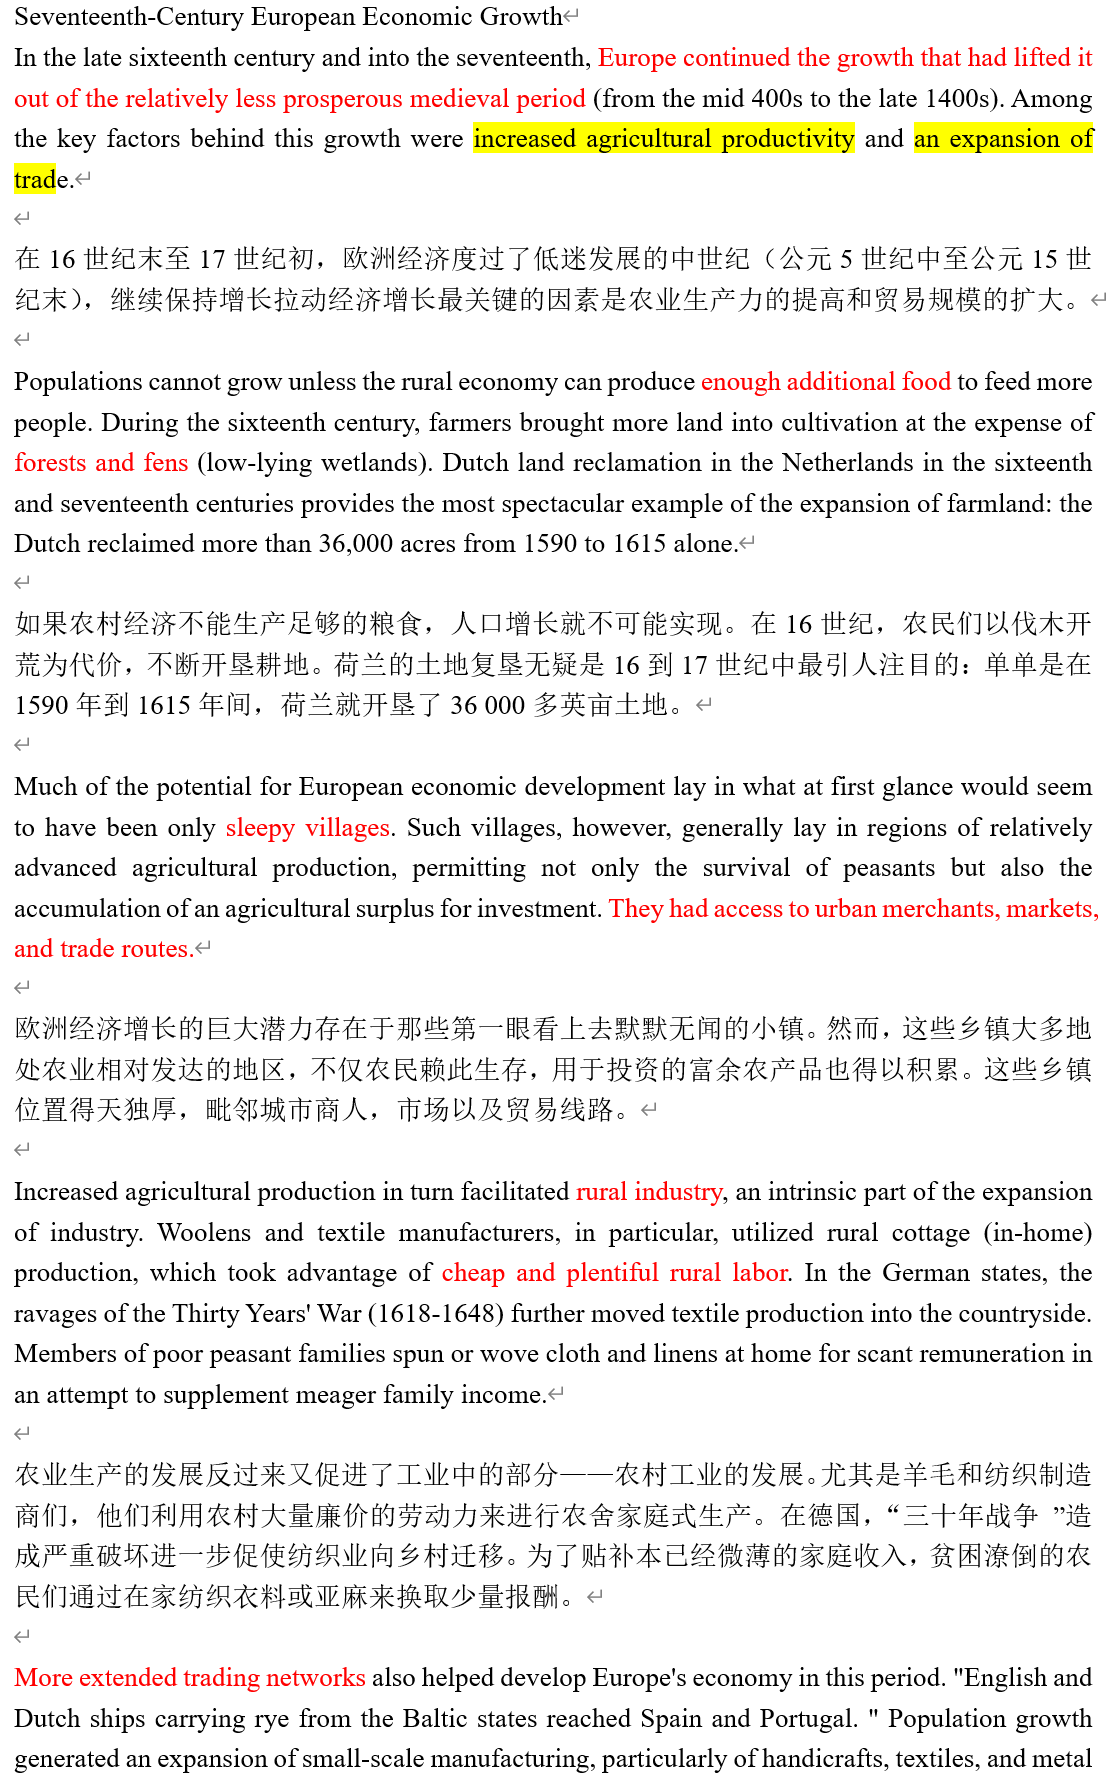 Seventeenth-Century European Economic Growth↵
In the late sixteenth century and into the seventeenth, Europe continued the growth that had lifted it
out of the relatively less prosperous medieval period (from the mid 400s to the late 1400s). Among
the key factors behind this growth were increased agricultural productivity and an expansion of
trade.↵
↵
在 16 世纪末至 17 世纪初，欧洲经济度过了低迷发展的中世纪（公元 5 世纪中至公元 15 世
纪末），继续保持增长拉动经济增长最关键的因素是农业生产力的提高和贸易规模的扩大。↵
↵
Populations cannot grow unless the rural economy can produce enough additional food to feed more
people. During the sixteenth century, farmers brought more land into cultivation at the expense of
forests and fens (low-lying wetlands). Dutch land reclamation in the Netherlands in the sixteenth
and seventeenth centuries provides the most spectacular example of the expansion of farmland: the
Dutch reclaimed more than 36,000 acres from 1590 to 1615 alone.↵
↵
如果农村经济不能生产足够的粮食，人口增长就不可能实现。在 16 世纪，农民们以伐木开
荒为代价，不断开垦耕地。荷兰的土地复垦无疑是 16 到 17 世纪中最引人注目的：单单是在
1590 年到 1615 年间，荷兰就开垦了 36 000 多英亩土地。↵
↵
Much of the potential for European economic development lay in what at first glance would seem
to have been only sleepy villages. Such villages, however, generally lay in regions of relatively
advanced agricultural production, permitting not only the survival of peasants but also the
accumulation of an agricultural surplus for investment. They had access to urban merchants, markets,
and trade routes.↵
↵
欧洲经济增长的巨大潜力存在于那些第一眼看上去默默无闻的小镇。然而，这些乡镇大多地
处农业相对发达的地区，不仅农民赖此生存，用于投资的富余农产品也得以积累。这些乡镇
位置得天独厚，毗邻城市商人，市场以及贸易线路。↵
↵
Increased agricultural production in turn facilitated rural industry, an intrinsic part of the expansion
of industry. Woolens and textile manufacturers, in particular, utilized rural cottage (in-home)
production, which took advantage of cheap and plentiful rural labor. In the German states, the
ravages of the Thirty Years' War (1618-1648) further moved textile production into the countryside.
Members of poor peasant families spun or wove cloth and linens at home for scant remuneration in
an attempt to supplement meager family income.↵
↵
农业生产的发展反过来又促进了工业中的部分——农村工业的发展。尤其是羊毛和纺织制造
商们，他们利用农村大量廉价的劳动力来进行农舍家庭式生产。在德国，“三十年战争 ”造
成严重破坏进一步促使纺织业向乡村迁移。为了贴补本已经微薄的家庭收入，贫困潦倒的农
民们通过在家纺织衣料或亚麻来换取少量报酬。↵
↵
More extended trading networks also helped develop Europe's economy in this period. "English and
Dutch ships carrying rye from the Baltic states reached Spain and Portugal. " Population growth
generated an expansion of small-scale manufacturing, particularly of handicrafts, textiles, and metal